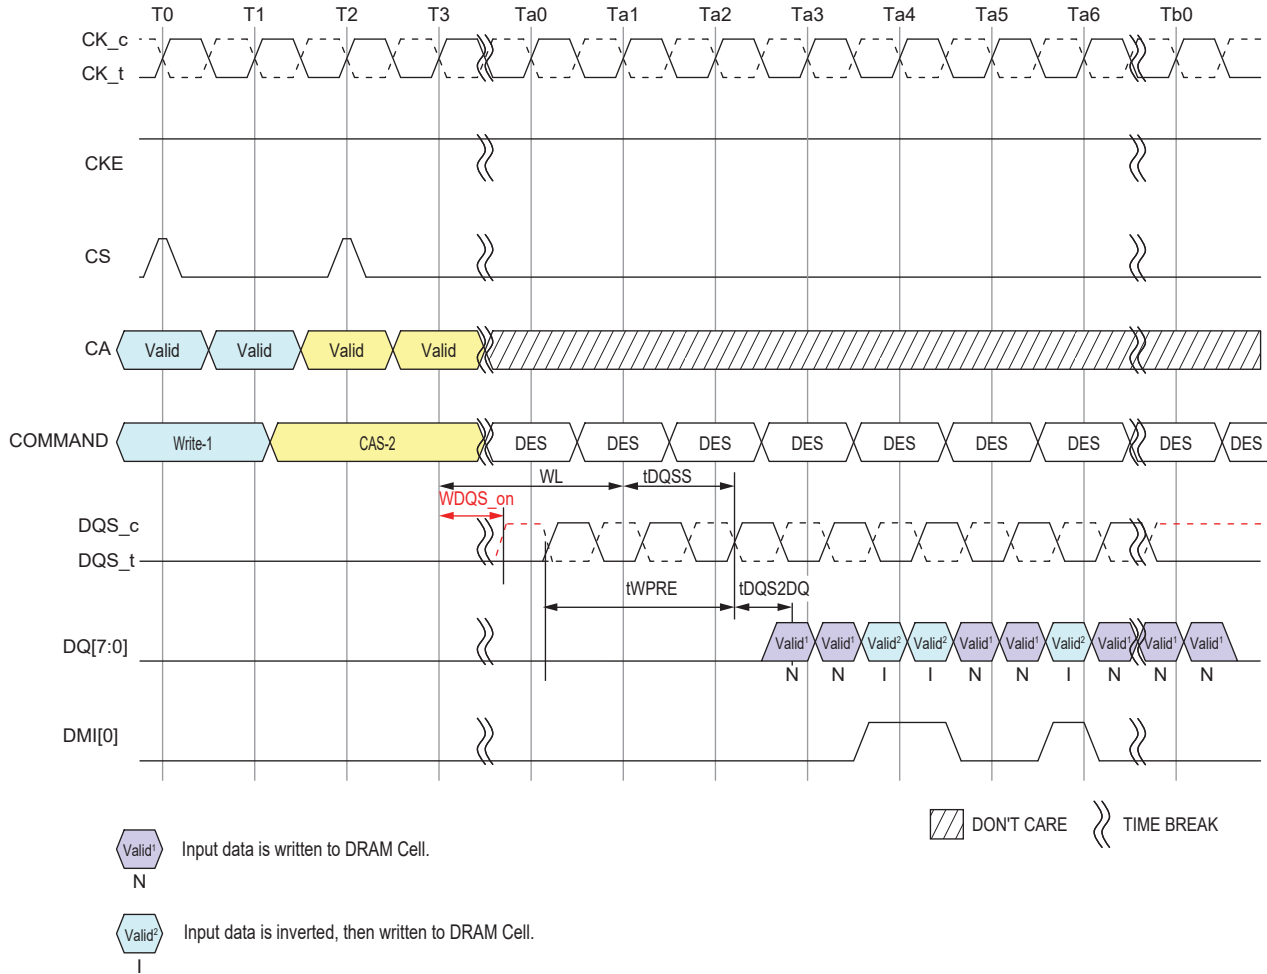 T0 T1 T2 T3 Ta0 Ta1 Ta2 Ta3 Ta4 Ta5 Ta6 Tb0
CK_c
CK_t
CKE
CS
CA Valid Valid Valid Valid
COMMAND Write-1 CAS-2 DES DES DES DES DES DES DES DES DES
WL tDQSS
WDQS_on
DQS_c
DQS_t
tWPRE tDQS2DQ
DQ[7:0] Valid¹ Valid¹ Valid² Valid² Valid¹ Valid¹ Valid² Valid¹ Valid¹ Valid¹
N N I I N N I N N N
DMI[0]
DON'T CARE TIME BREAK
Valid¹ Input data is written to DRAM Cell.
N
Valid² Input data is inverted, then written to DRAM Cell.
I